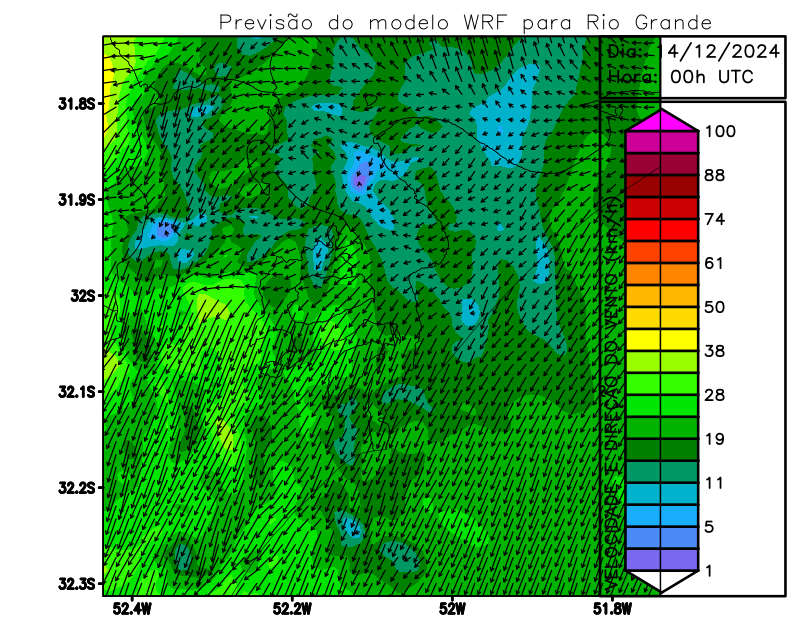 Previsão do modelo WRF para Rio Grande
Dia: 14/12/2024
Hora: 00h UTC
31.8S
31.9S
32S
32.1S
32.2S
32.3S
52.4W
52.2W
52W
51.8W
VELOCIDADE E DIREÇÃO DO VENTO (km/h)
100
88
74
61
50
38
28
19
11
5
1